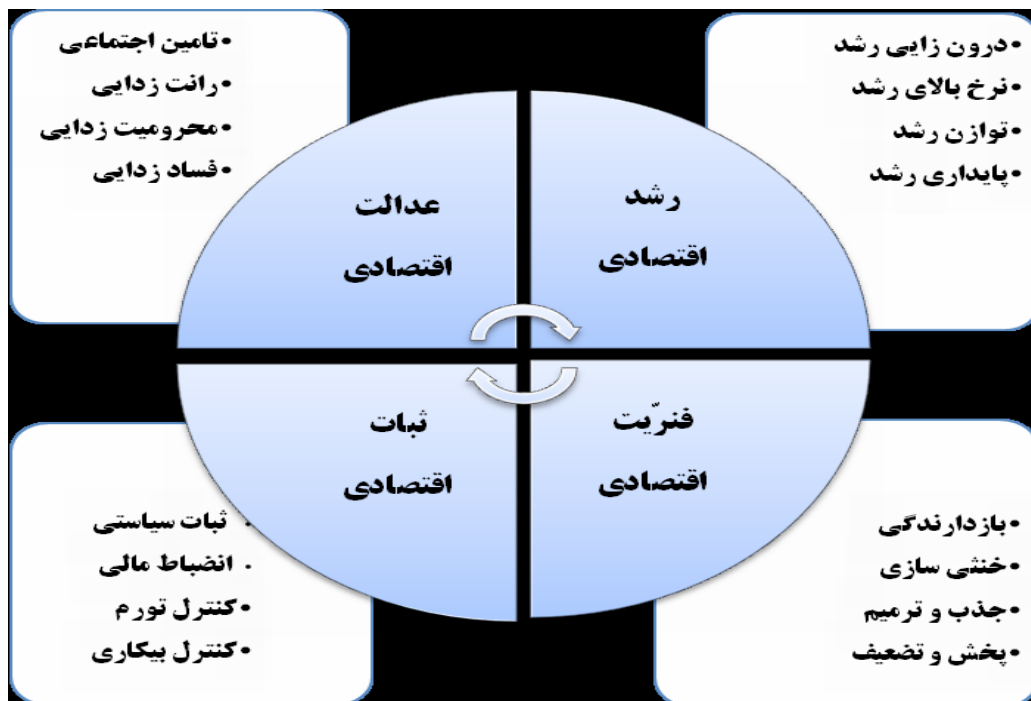 •درون زایی رشد
•نرخ بالای رشد
•توازن رشد
•پایداری رشد
•تامین اجتماعی
•رانت زدایی
•محرومیت زدایی
•فساد زدایی
رشد
اقتصادی
عدالت
اقتصادی
فنرّیت
اقتصادی
ثبات
اقتصادی
•بازدارندگی
•خنثی سازی
•جذب و ترمیم
•پخش و تضعیف
. ثبات سیاستی
. انضباط مالی
•کنترل تورم
•کنترل بیکاری